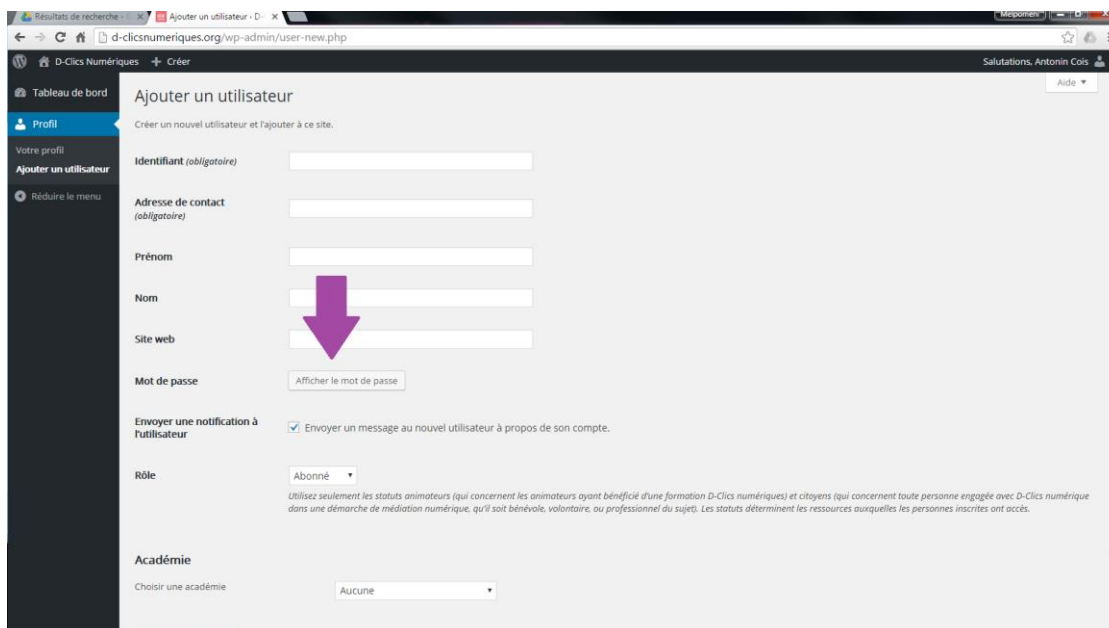 Résultats de recherche -
Ajouter un utilisateur ‹ D-
Melpomeni
d-clicsnumeriques.org/wp-admin/user-new.php
D-Clics Numériques
Créer
Salutations, Antonin Cois
Tableau de bord
Profil
Votre profil
Ajouter un utilisateur
Réduire le menu
Aide
Ajouter un utilisateur
Créer un nouvel utilisateur et l'ajouter à ce site.
Identifiant (obligatoire)
Adresse de contact
(obligatoire)
Prénom
Nom
Site web
Mot de passe
Afficher le mot de passe
Envoyer une notification à
l'utilisateur
Envoyer un message au nouvel utilisateur à propos de son compte.
Rôle
Abonné
Utilisez seulement les statuts animateurs (qui concernent les animateurs ayant bénéficié d'une formation D-Clics numériques) et citoyens (qui concernent toute personne engagée avec D-Clics numérique
dans une démarche de médiation numérique, qu'il soit bénévole, volontaire, ou professionnel du sujet). Les statuts déterminent les ressources auxquelles les personnes inscrites ont accès.
Académie
Choisir une académie
Aucune